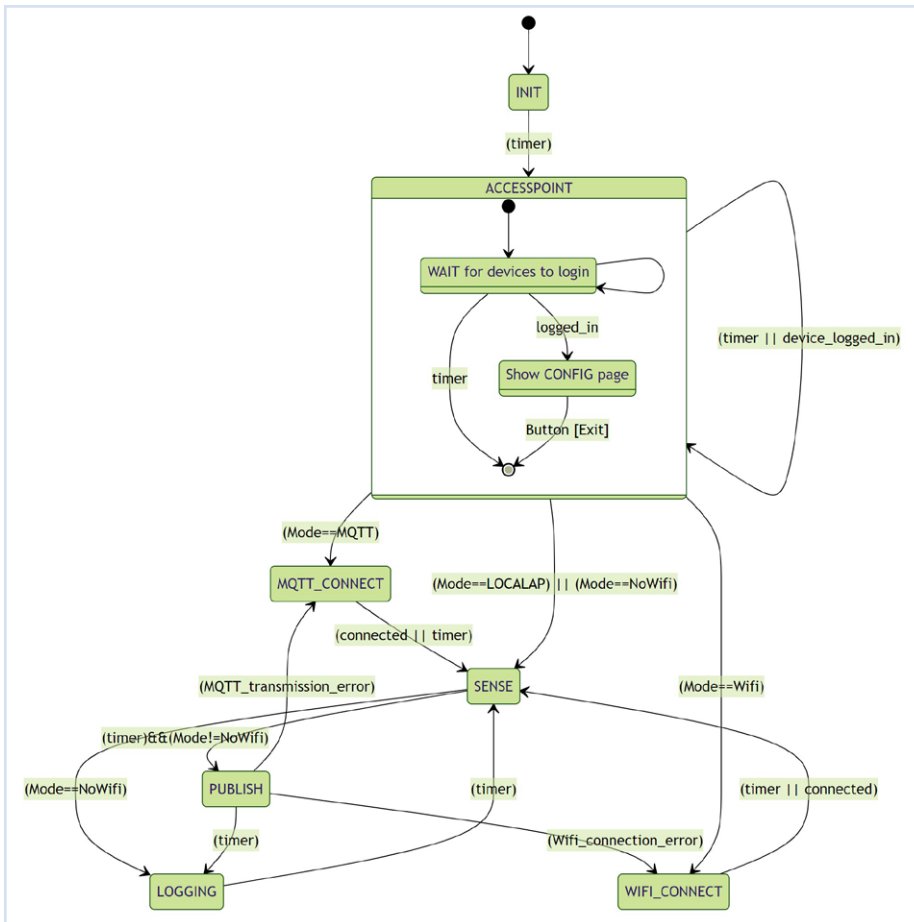 INIT
(timer)
ACCESSPOINT
WAIT for devices to login
logged_in
(timer || device_logged_in)
timer
Show CONFIG page
Button [Exit]
(Mode==MQTT)
MQTT_CONNECT
(Mode==LOCALAP) || (Mode==NoWifi)
(connected || timer)
(MQTT_transmission_error)
SENSE
(Mode==Wifi)
(timer)&&(Mode!=NoWifi)
(Mode==NoWifi)
PUBLISH
(timer)
(timer || connected)
(timer)
(Wifi_connection_error)
LOGGING
WIFI_CONNECT